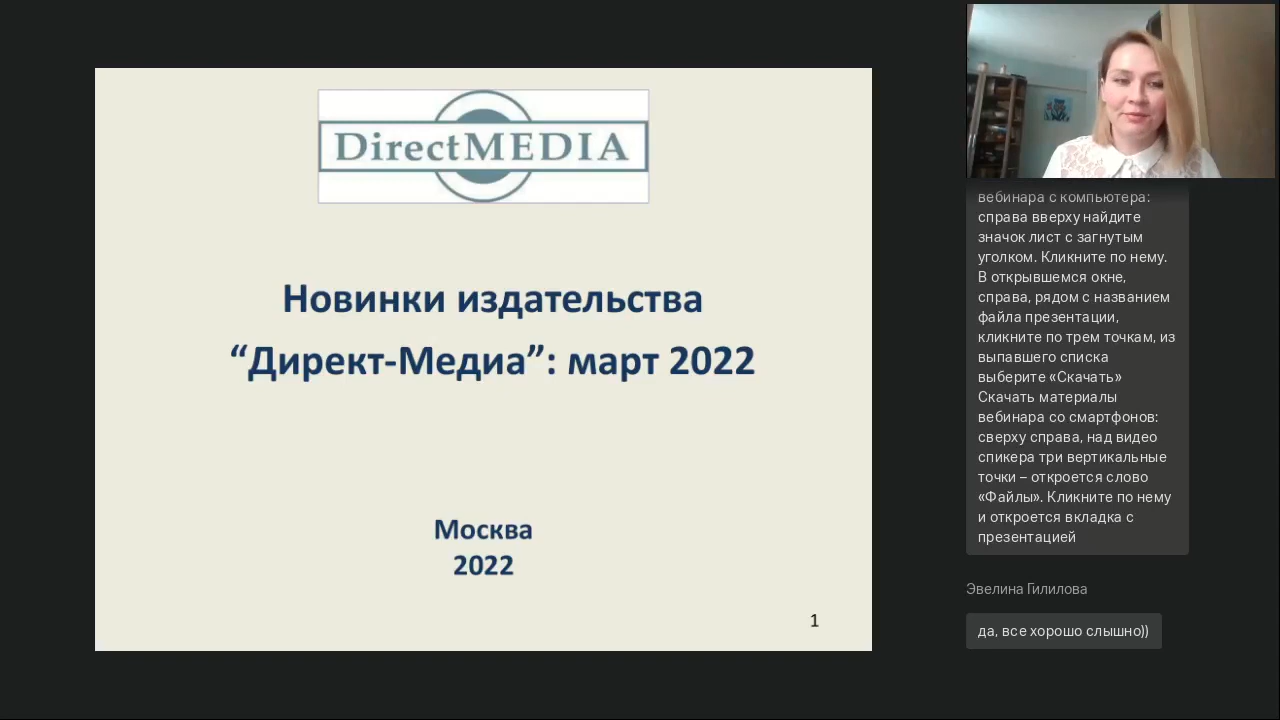 DirectMEDIA
Новинки издательства
“Директ-Медиа”: март 2022
Москва
2022
1
вебинара с компьютера:
справа вверху найдите
значок лист с загнутым
уголком. Кликните по нему.
В открывшемся окне,
справа, рядом с названием
файла презентации,
кликните по трем точкам, из
выпавшего списка
выберите «Скачать»
Скачать материалы
вебинара со смартфонов:
сверху справа, над видео
спикера три вертикальные
точки – откроется слово
«Файлы». Кликните по нему
и откроется вкладка с
презентацией
Эвелина Гилилова
да, все хорошо слышно))